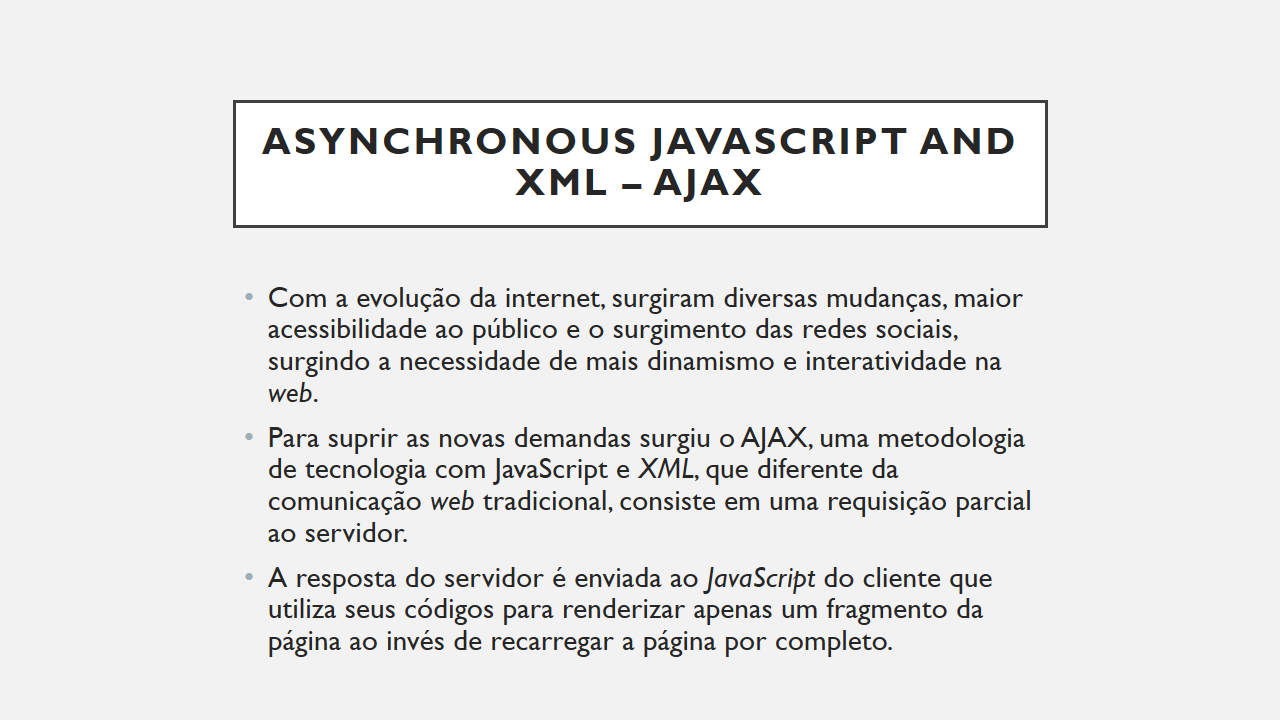 ASYNCHRONOUS JAVASCRIPT AND
XML – AJAX
• Com a evolução da internet, surgiram diversas mudanças, maior
acessibilidade ao público e o surgimento das redes sociais,
surgindo a necessidade de mais dinamismo e interatividade na
web.
• Para suprir as novas demandas surgiu o AJAX, uma metodologia
de tecnologia com JavaScript e XML, que diferente da
comunicação web tradicional, consiste em uma requisição parcial
ao servidor.
• A resposta do servidor é enviada ao JavaScript do cliente que
utiliza seus códigos para renderizar apenas um fragmento da
página ao invés de recarregar a página por completo.